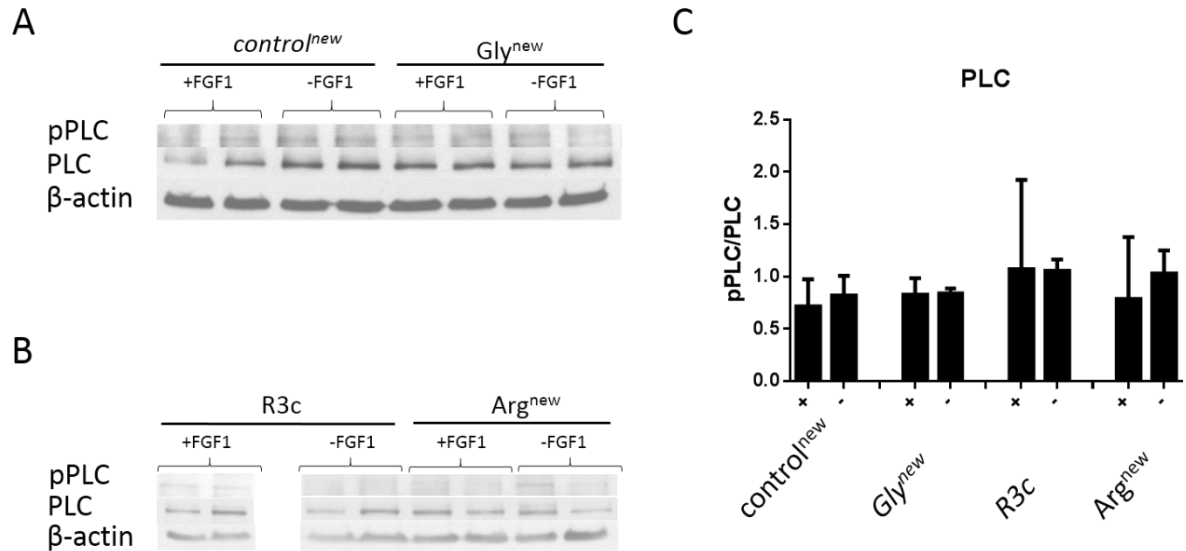 A
control^new Gly^new
+FGF1 -FGF1 +FGF1 -FGF1
pPLC
PLC
β-actin
B
R3c Arg^new
+FGF1 -FGF1 +FGF1 -FGF1
pPLC
PLC
β-actin
C
PLC
pPLC/PLC
2.5
2.0
1.5
1.0
0.5
0.0
+ - + - + - + -
control^new Gly^new R3c Arg^new